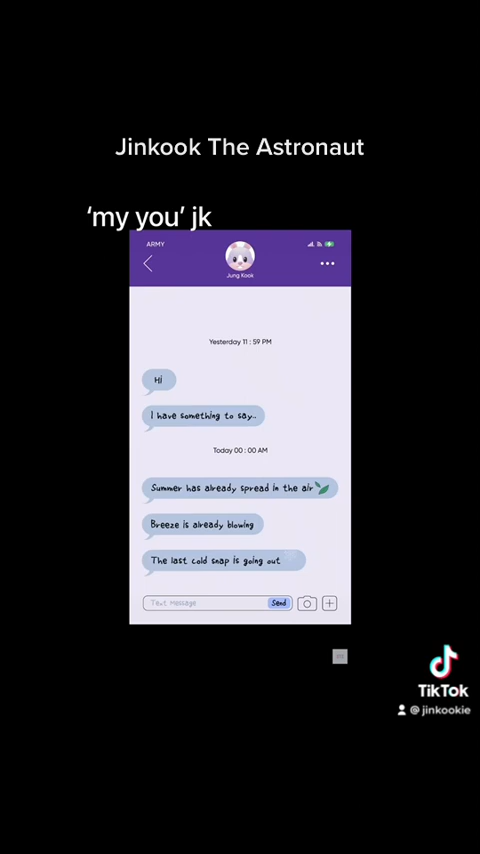 Jinkook The Astronaut
‘my you’ jk
ARMY
Jung Kook
Yesterday 11 : 59 PM
Hi
I have something to say..
Today 00 : 00 AM
Summer has already spread in the air
Breeze is already blowing
The last cold snap is going out
Text message
Send
TikTok
@jinkookie